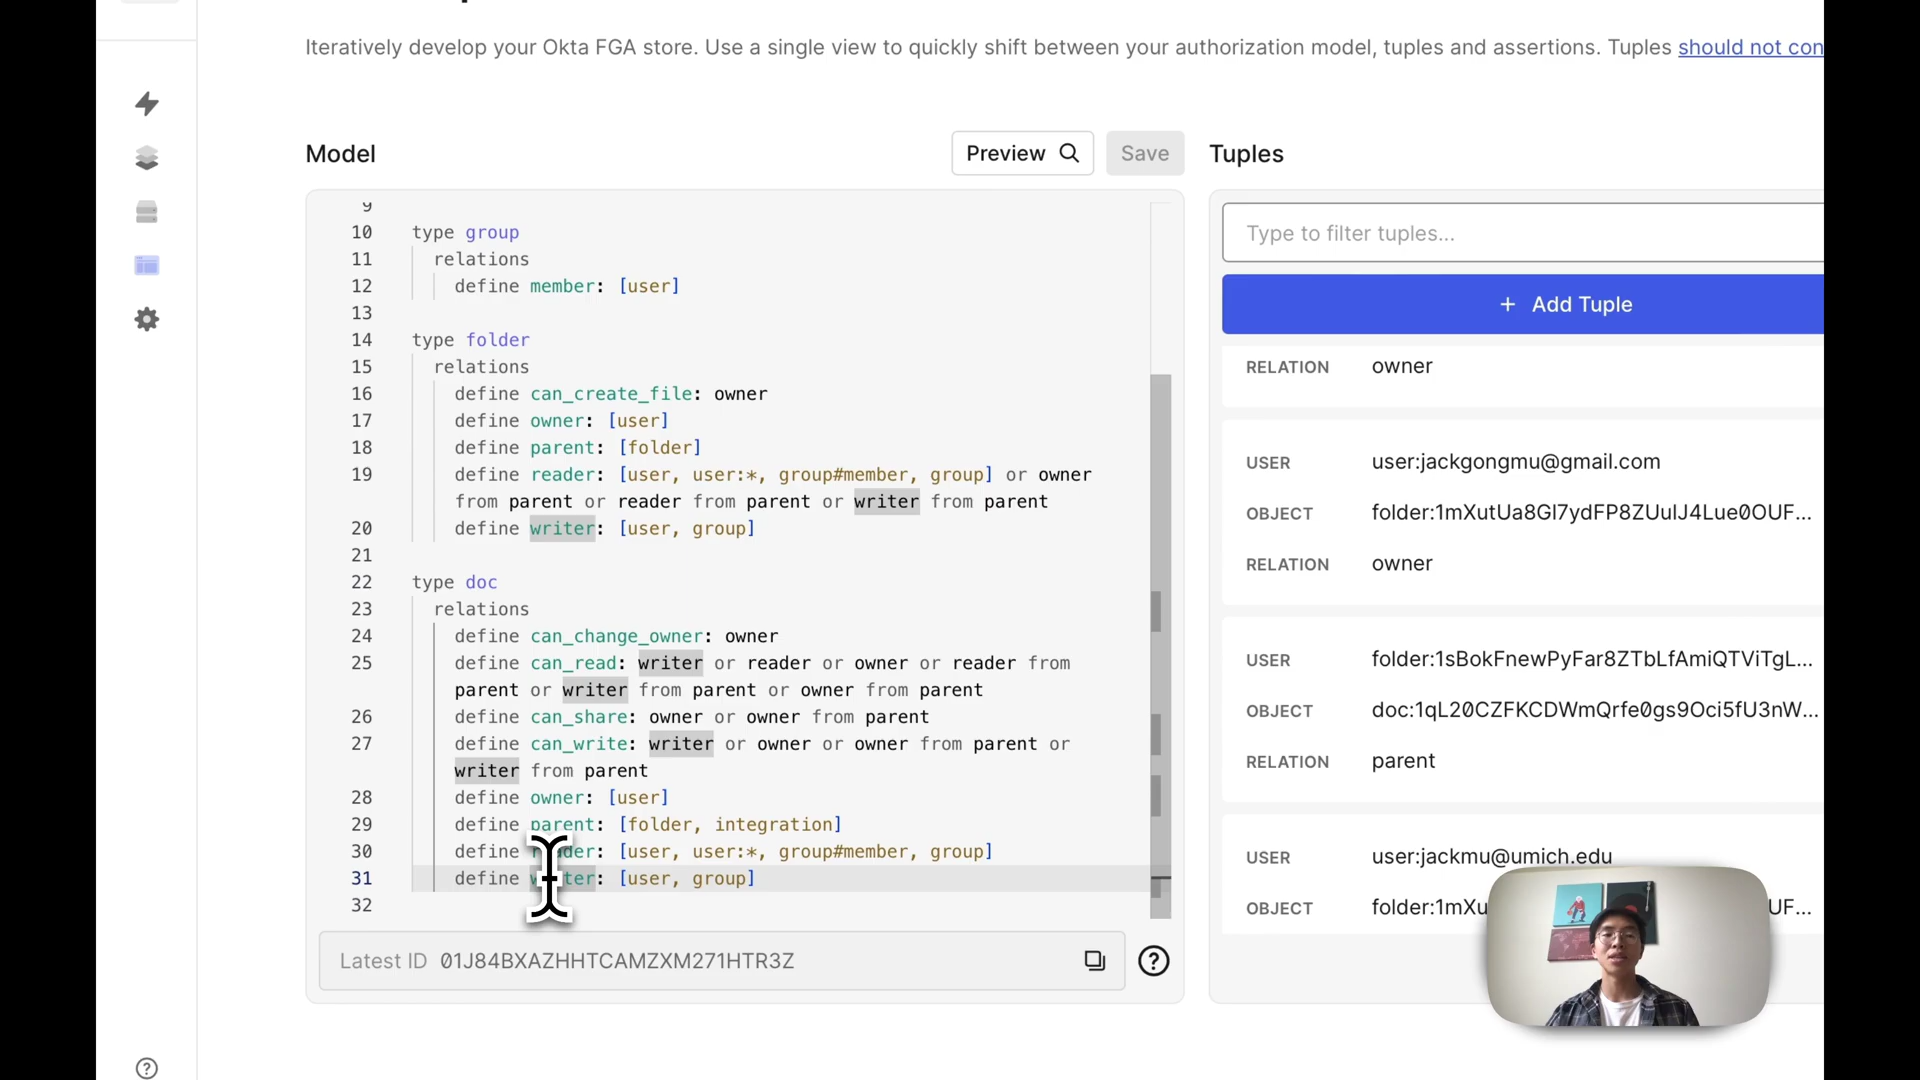 Iteratively develop your Okta FGA store. Use a single view to quickly shift between your authorization model, tuples and assertions. Tuples should not con
Model
Preview
Save
Tuples
9
10 type group
11 relations
12 define member: [user]
13
14 type folder
15 relations
16 define can_create_file: owner
17 define owner: [user]
18 define parent: [folder]
19 define reader: [user, user:*, group#member, group] or owner
from parent or reader from parent or writer from parent
20 define writer: [user, group]
21
22 type doc
23 relations
24 define can_change_owner: owner
25 define can_read: writer or reader or owner or reader from
parent or writer from parent or owner from parent
26 define can_share: owner or owner from parent
27 define can_write: writer or owner or owner from parent or
writer from parent
28 define owner: [user]
29 define parent: [folder, integration]
30 define reader: [user, user:*, group#member, group]
31 define writer: [user, group]
32
Latest ID 01J84BXAZHHTCAMZXM271HTR3Z
Type to filter tuples...
+ Add Tuple
RELATION owner
USER user:jackgongmu@gmail.com
OBJECT folder:1mXutUa8Gl7ydFP8ZUulJ4Lue0OUF...
RELATION owner
USER folder:1sBokFnewPyFar8ZTbLfAmiQTViTgL...
OBJECT doc:1qL20CZFKCDWmQrfe0gs9Oci5fU3nW...
RELATION parent
USER user:jackmu@umich.edu
OBJECT folder:1mXu UF...